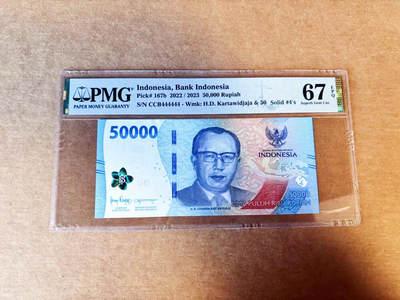 PMG
PAPER MONEY GUARANTY
Indonesia, Bank Indonesia
Pick# 167b 2022 / 2023 50,000 Rupiah
S/N CCB444444 - Wmk: H.D. Kartawidjaja & 50 Solid #4's
67 EPQ
Superb Gem Unc
50000
INDONESIA